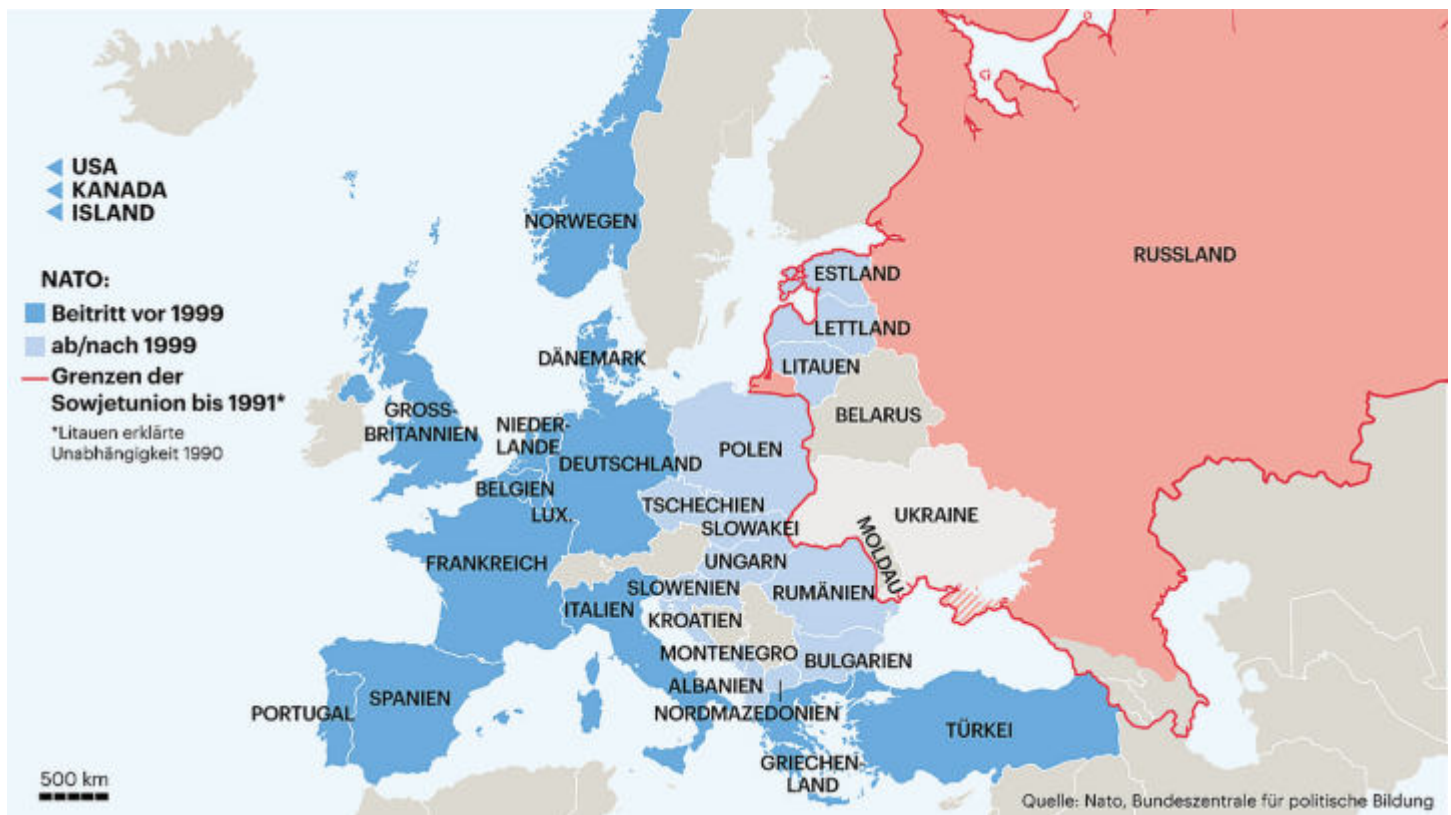 USA
KANADA
ISLAND
NATO:
Beitritt vor 1999
ab/nach 1999
Grenzen der
Sowjetunion bis 1991*
*Litauen erklärte
Unabhängigkeit 1990
NORWEGEN
RUSSLAND
ESTLAND
LETTLAND
LITAUEN
DÄNEMARK
BELARUS
GROSS-
BRITANNIEN
NIEDER-
LANDE
DEUTSCHLAND
POLEN
BELGIEN
LUX.
TSCHECHIEN
SLOWAKEI
UKRAINE
MOLDAU
FRANKREICH
UNGARN
SLOWENIEN
RUMÄNIEN
ITALIEN
KROATIEN
MONTENEGRO
BULGARIEN
ALBANIEN
NORDMAZEDONIEN
PORTUGAL
SPANIEN
TÜRKEI
GRIECHEN-
LAND
500 km
Quelle: Nato, Bundeszentrale für politische Bildung